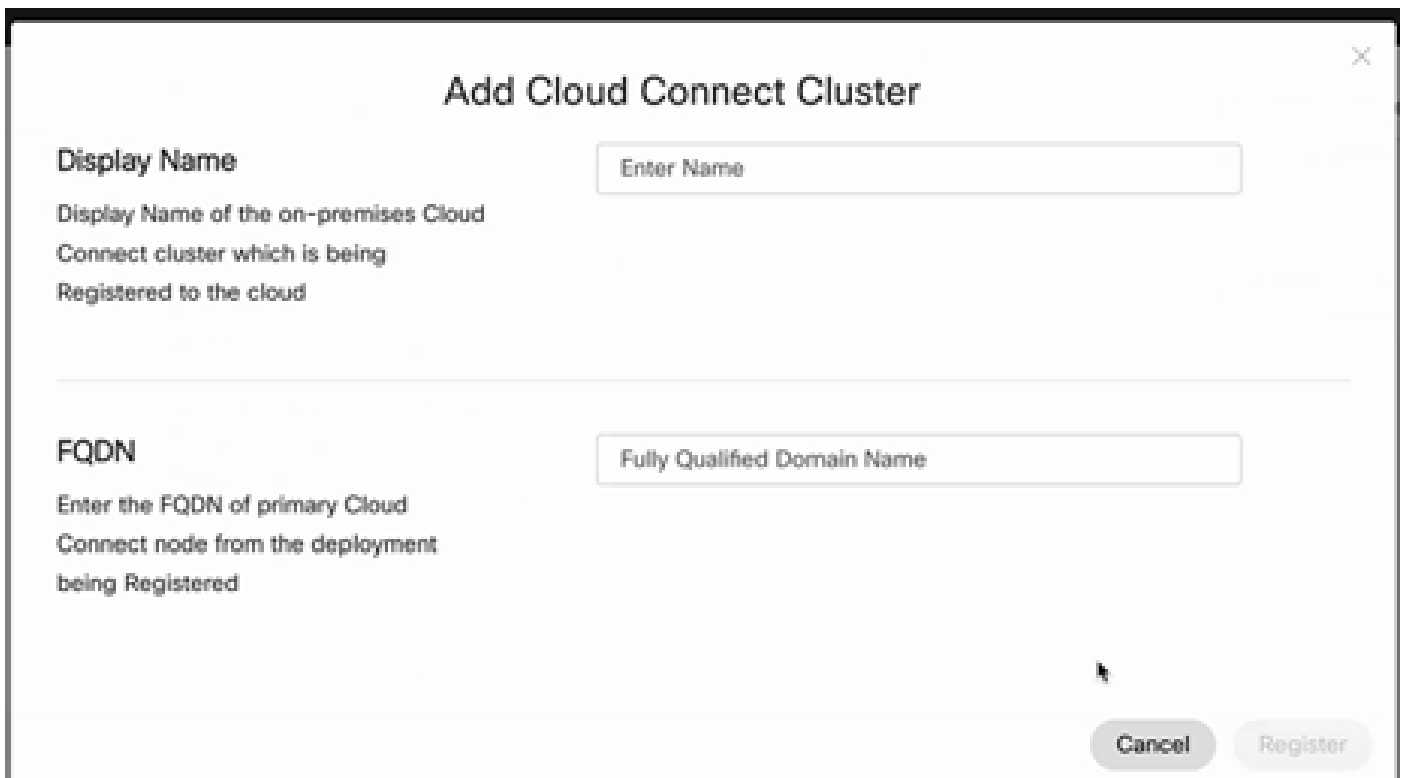 Add Cloud Connect Cluster
Display Name
Enter Name
Display Name of the on-premises Cloud
Connect cluster which is being
Registered to the cloud
FQDN
Fully Qualified Domain Name
Enter the FQDN of primary Cloud
Connect node from the deployment
being Registered
Cancel
Register